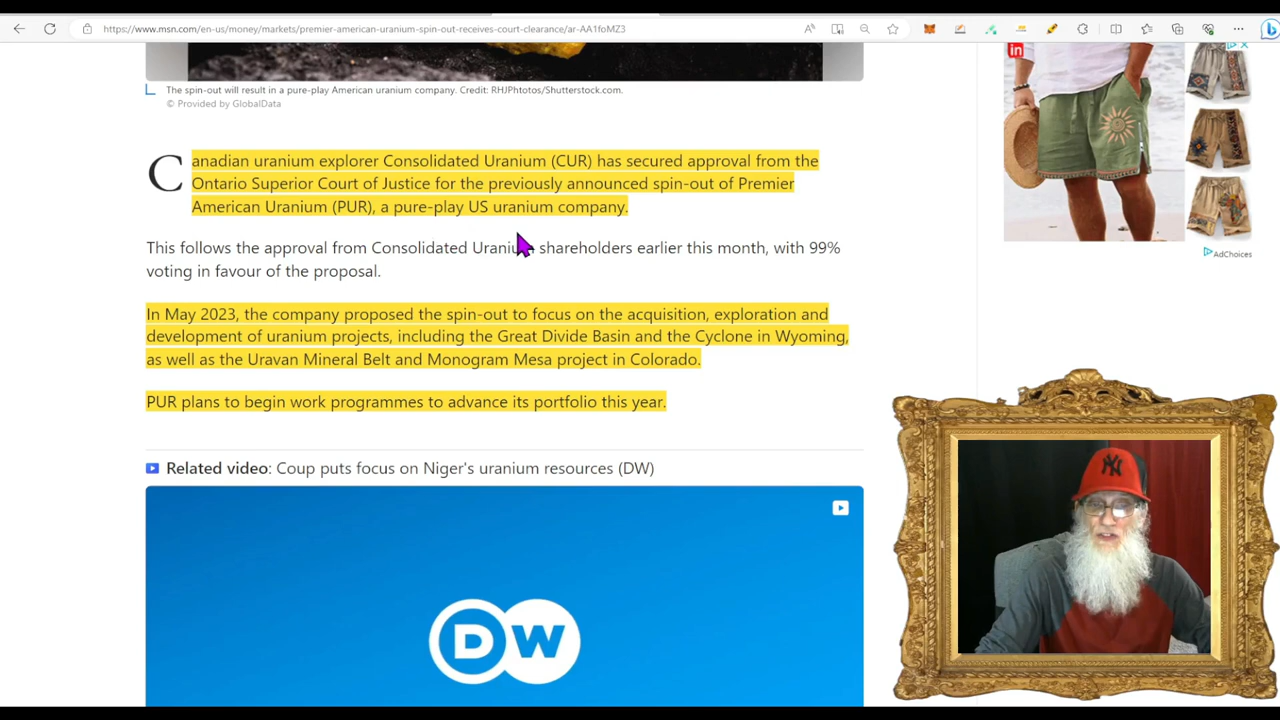 https://www.msn.com/en-us/money/markets/premier-american-uranium-spin-out-receives-court-clearance/ar-AA1foMZ3
The spin-out will result in a pure-play American uranium company. Credit: RHJPhtotos/Shutterstock.com.
© Provided by GlobalData
Canadian uranium explorer Consolidated Uranium (CUR) has secured approval from the
Ontario Superior Court of Justice for the previously announced spin-out of Premier
American Uranium (PUR), a pure-play US uranium company.
This follows the approval from Consolidated Uranium shareholders earlier this month, with 99%
voting in favour of the proposal.
In May 2023, the company proposed the spin-out to focus on the acquisition, exploration and
development of uranium projects, including the Great Divide Basin and the Cyclone in Wyoming,
as well as the Uravan Mineral Belt and Monogram Mesa project in Colorado.
PUR plans to begin work programmes to advance its portfolio this year.
Related video: Coup puts focus on Niger's uranium resources (DW)
DW
in
AdChoices
NY